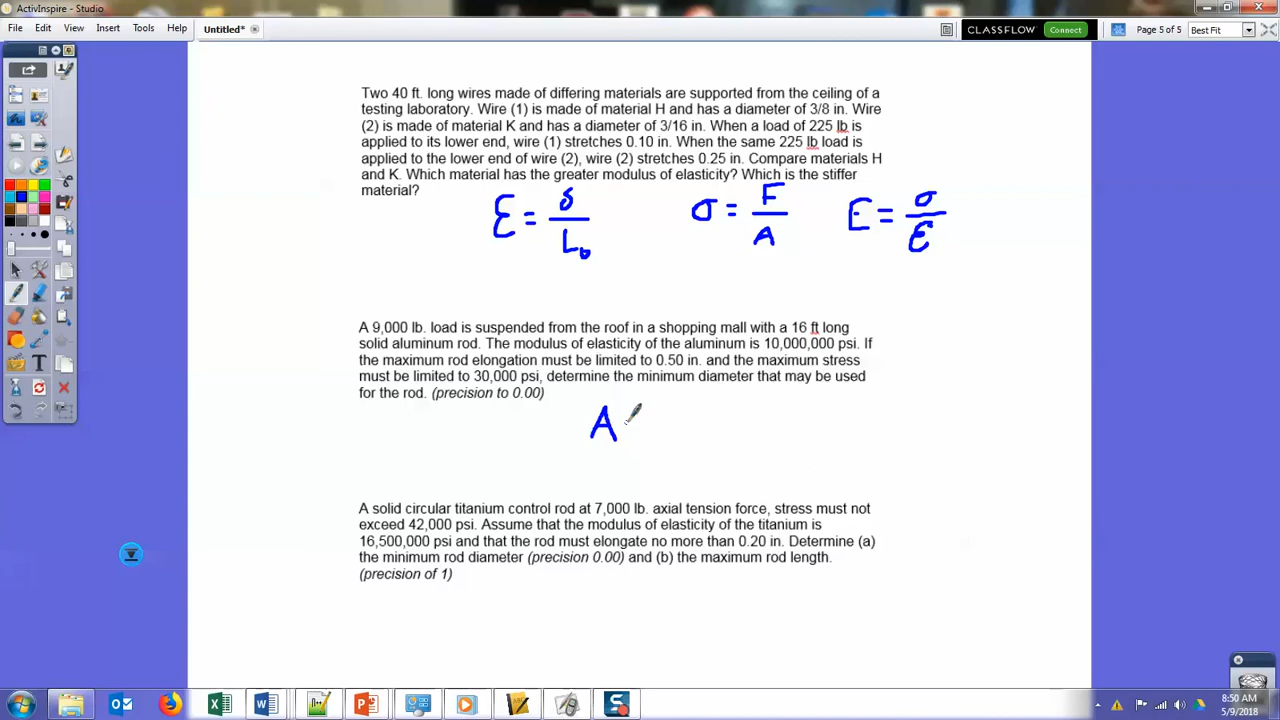 ActivInspire - Studio
File Edit View Insert Tools Help Untitled* CLASSFLOW Connect Page 5 of 5 Best Fit
Two 40 ft. long wires made of differing materials are supported from the ceiling of a
testing laboratory. Wire (1) is made of material H and has a diameter of 3/8 in. Wire
(2) is made of material K and has a diameter of 3/16 in. When a load of 225 lb is
applied to its lower end, wire (1) stretches 0.10 in. When the same 225 lb load is
applied to the lower end of wire (2), wire (2) stretches 0.25 in. Compare materials H
and K. Which material has the greater modulus of elasticity? Which is the stiffer
material?
ε = δ / L₀ σ = F / A E = σ / ε
A 9,000 lb. load is suspended from the roof in a shopping mall with a 16 ft long
solid aluminum rod. The modulus of elasticity of the aluminum is 10,000,000 psi. If
the maximum rod elongation must be limited to 0.50 in. and the maximum stress
must be limited to 30,000 psi, determine the minimum diameter that may be used
for the rod. (precision to 0.00)
A
A solid circular titanium control rod at 7,000 lb. axial tension force, stress must not
exceed 42,000 psi. Assume that the modulus of elasticity of the titanium is
16,500,000 psi and that the rod must elongate no more than 0.20 in. Determine (a)
the minimum rod diameter (precision 0.00) and (b) the maximum rod length.
(precision of 1)
8:50 AM
5/9/2018